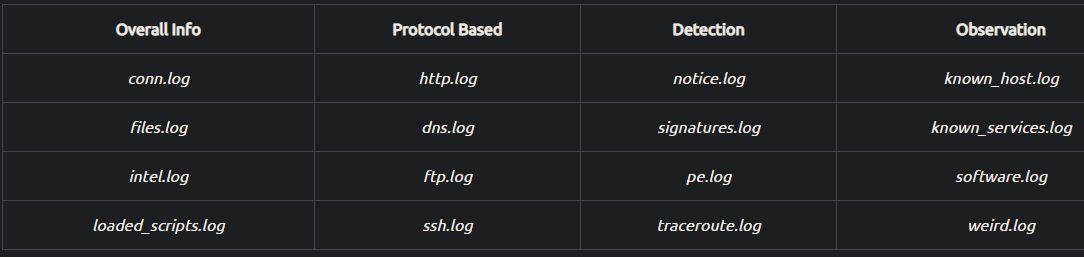 Overall Info Protocol Based Detection Observation
conn.log http.log notice.log known_host.log
files.log dns.log signatures.log known_services.log
intel.log ftp.log pe.log software.log
loaded_scripts.log ssh.log traceroute.log weird.log